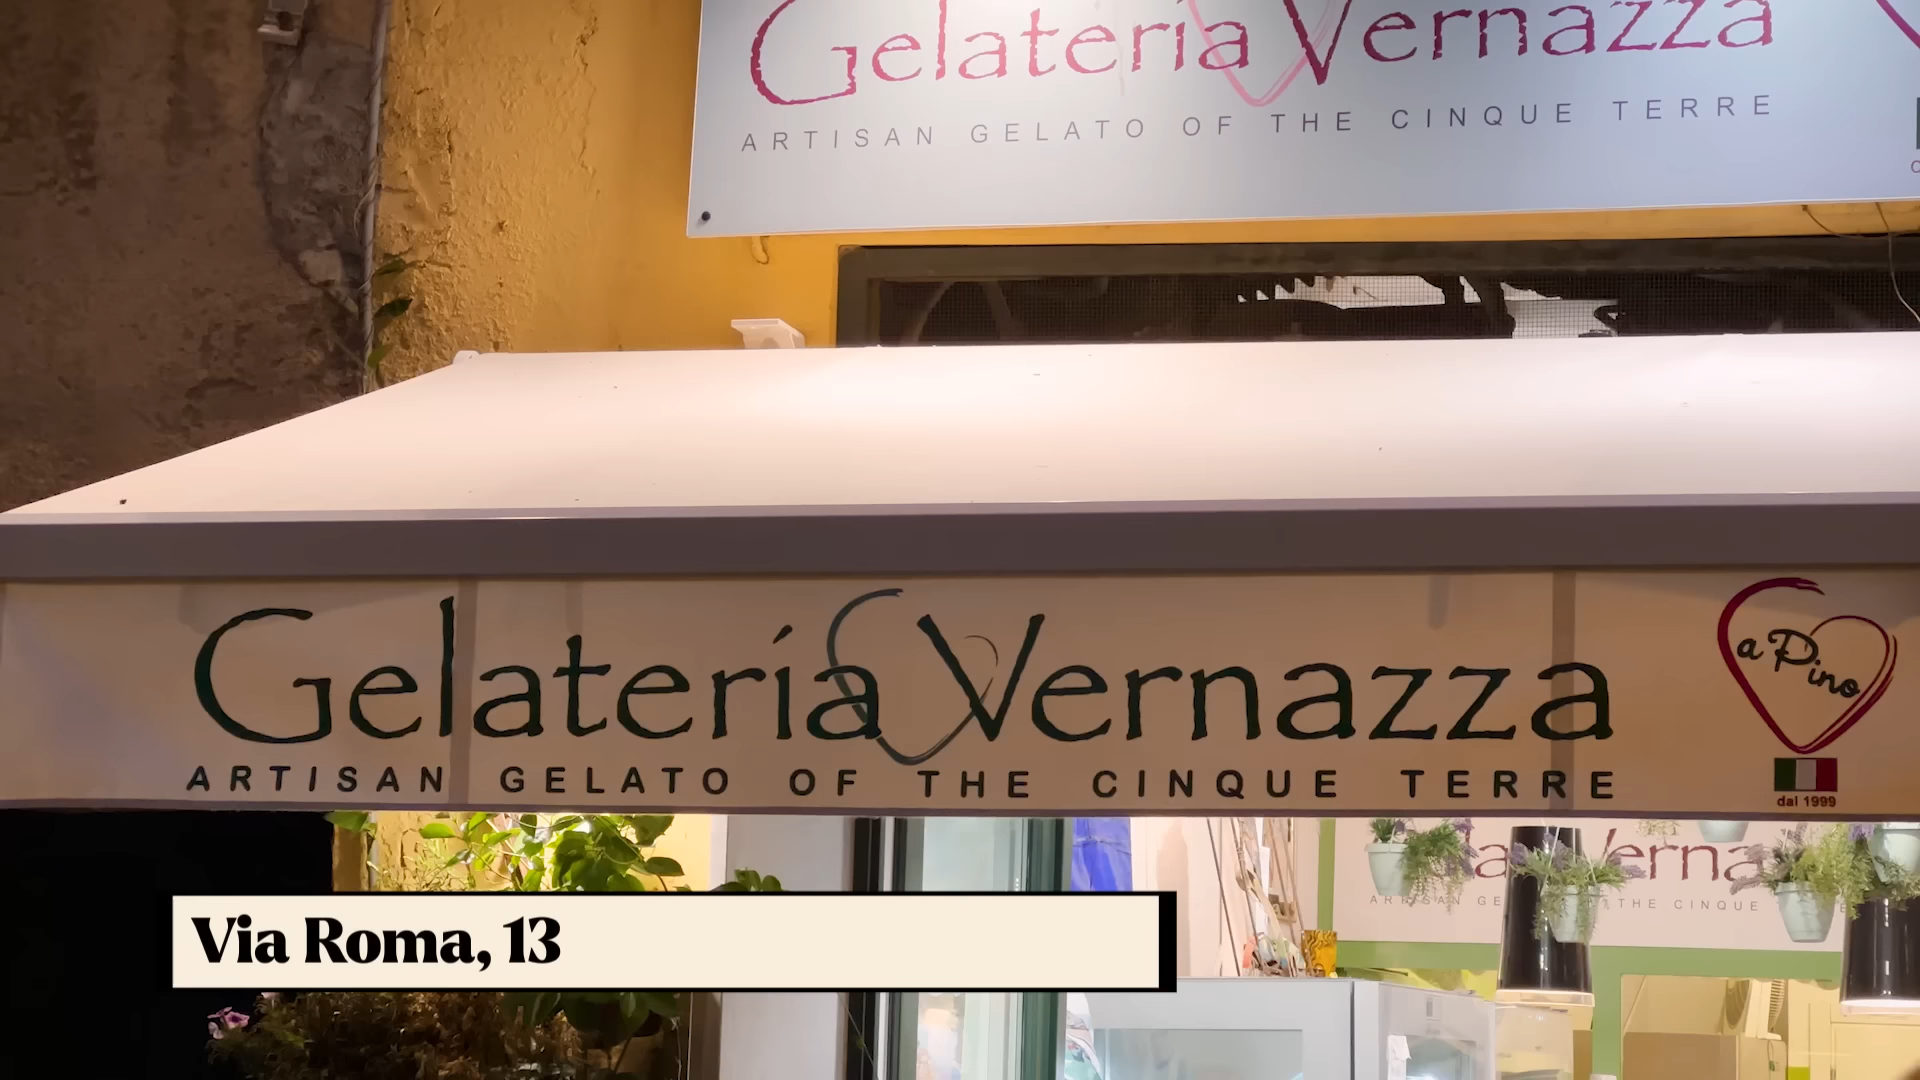 Gelateria Vernazza
ARTISAN GELATO OF THE CINQUE TERRE
Gelateria Vernazza
ARTISAN GELATO OF THE CINQUE TERRE
a Pino
dal 1999
Via Roma, 13